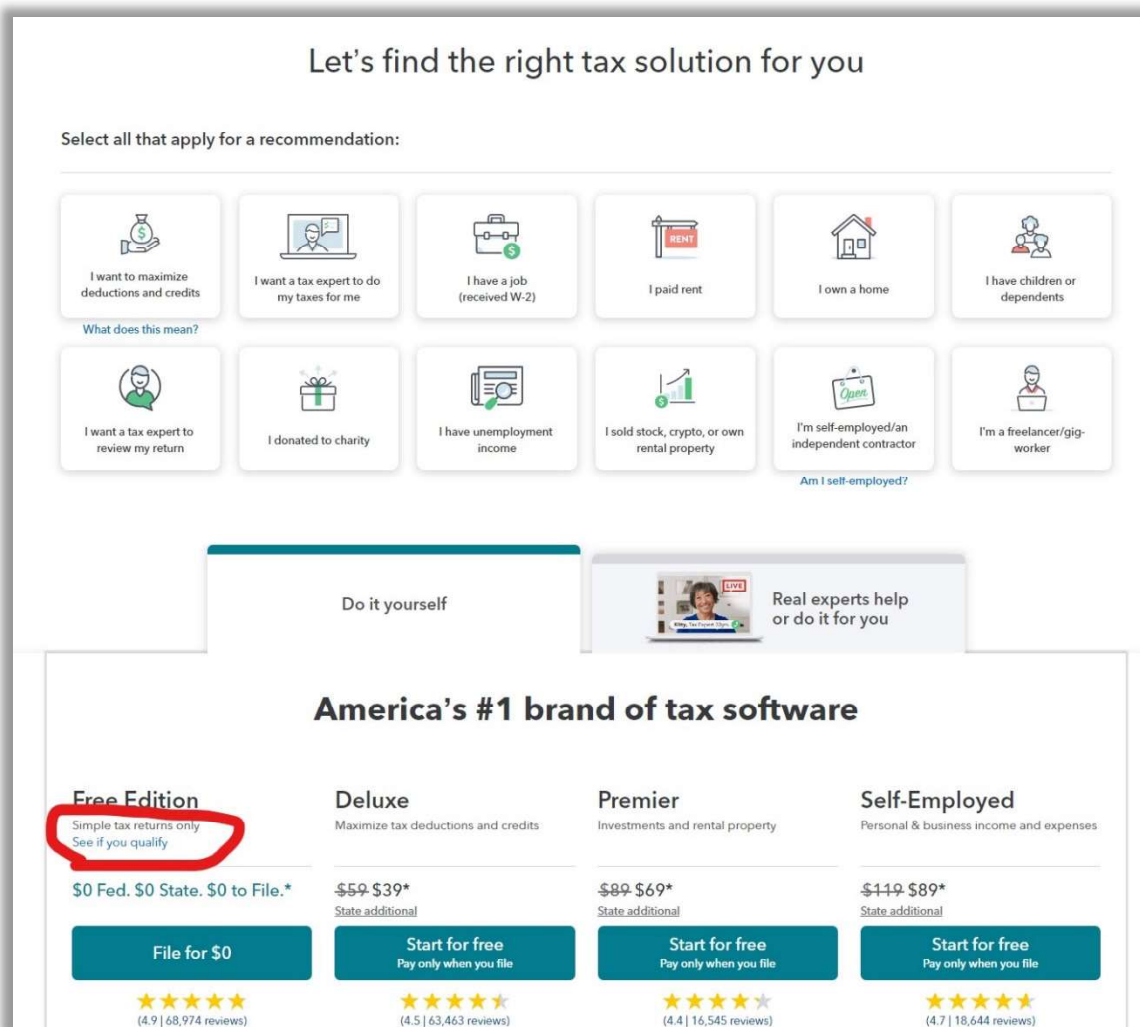 Let's find the right tax solution for you
Select all that apply for a recommendation:
I want to maximize
deductions and credits
What does this mean?
I want a tax expert to do
my taxes for me
I have a job
(received W-2)
RENT
I paid rent
I own a home
I have children or
dependents
I want a tax expert to
review my return
I donated to charity
I have unemployment
income
I sold stock, crypto, or own
rental property
Open
I'm self-employed/an
independent contractor
Am I self-employed?
I'm a freelancer/gig-
worker
Do it yourself
LIVE
Real experts help
or do it for you
America's #1 brand of tax software
Free Edition
Simple tax returns only
See if you qualify
$0 Fed. $0 State. $0 to File.*
File for $0
(4.9 | 68,974 reviews)
Deluxe
Maximize tax deductions and credits
$59 $39*
State additional
Start for free
Pay only when you file
(4.5 | 63,463 reviews)
Premier
Investments and rental property
$89 $69*
State additional
Start for free
Pay only when you file
(4.4 | 16,545 reviews)
Self-Employed
Personal & business income and expenses
$119 $89*
State additional
Start for free
Pay only when you file
(4.7 | 18,644 reviews)